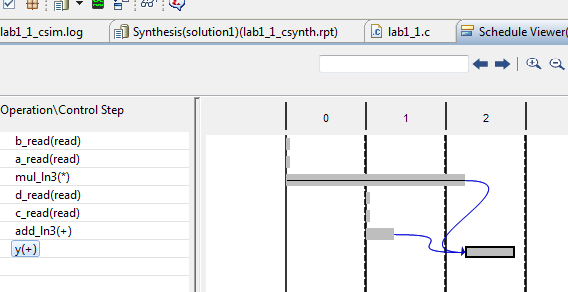 lab1_1_csim.log
Synthesis(solution1)(lab1_1_csynth.rpt)
lab1_1.c
Schedule Viewer(
Operation\Control Step
0
1
2
b_read(read)
a_read(read)
mul_ln3(*)
d_read(read)
c_read(read)
add_ln3(+)
y(+)